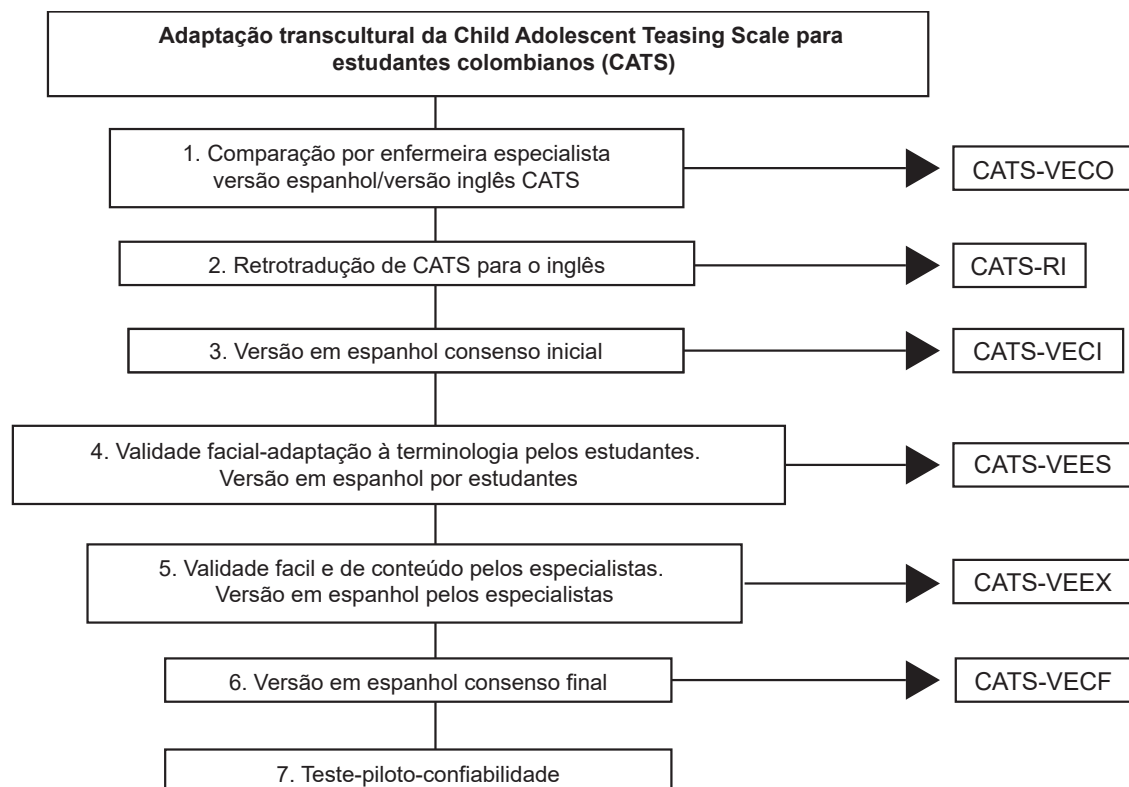 Adaptação transcultural da Child Adolescent Teasing Scale para
estudantes colombianos (CATS)
1. Comparação por enfermeira especialista
versão espanhol/versão inglês CATS
CATS-VECO
2. Retrotradução de CATS para o inglês
CATS-RI
3. Versão em espanhol consenso inicial
CATS-VECI
4. Validade facial-adaptação à terminologia pelos estudantes.
Versão em espanhol por estudantes
CATS-VEES
5. Validade facil e de conteúdo pelos especialistas.
Versão em espanhol pelos especialistas
CATS-VEEX
6. Versão em espanhol consenso final
CATS-VECF
7. Teste-piloto-confiabilidade